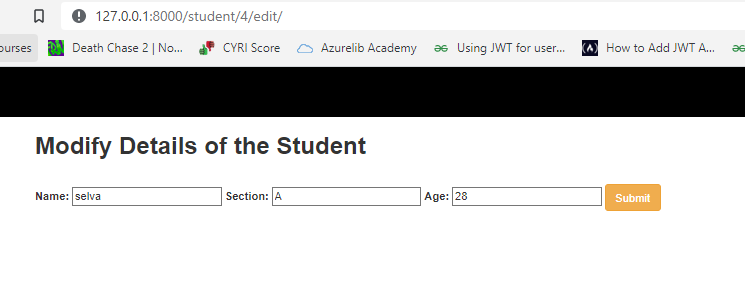 127.0.0.1:8000/student/4/edit/
ourses Death Chase 2 | No... CYRI Score Azurelib Academy Using JWT for user... How to Add JWT A...
Modify Details of the Student
Name: selva Section: A Age: 28 Submit